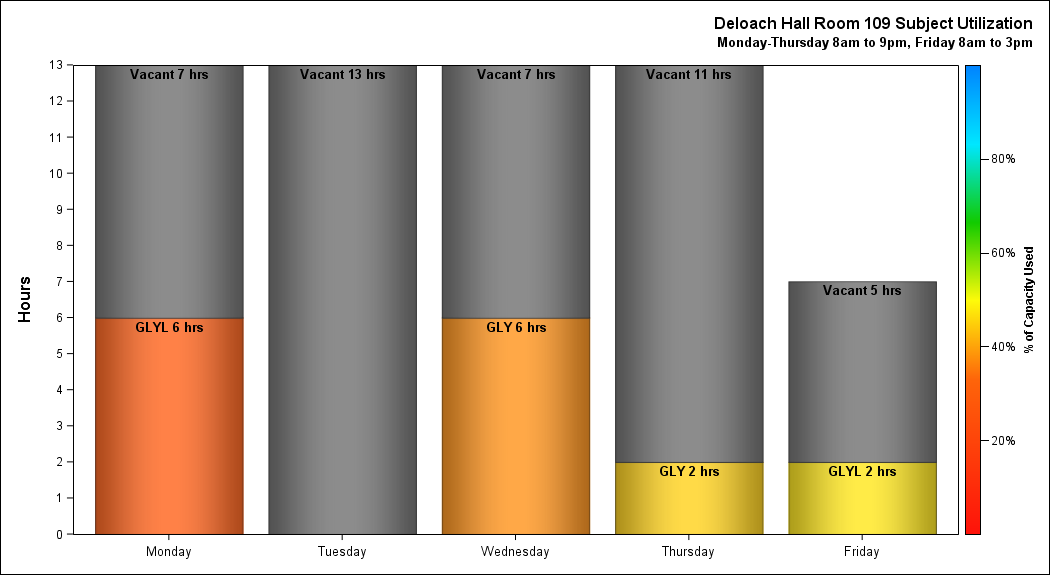 Deloach Hall Room 109 Subject Utilization
Monday-Thursday 8am to 9pm, Friday 8am to 3pm
Hours
13
12
11
10
9
8
7
6
5
4
3
2
1
0
Vacant 7 hrs
GLYL 6 hrs
Vacant 13 hrs
Vacant 7 hrs
GLY 6 hrs
Vacant 11 hrs
GLY 2 hrs
Vacant 5 hrs
GLYL 2 hrs
Monday
Tuesday
Wednesday
Thursday
Friday
80%
60%
40%
20%
% of Capacity Used